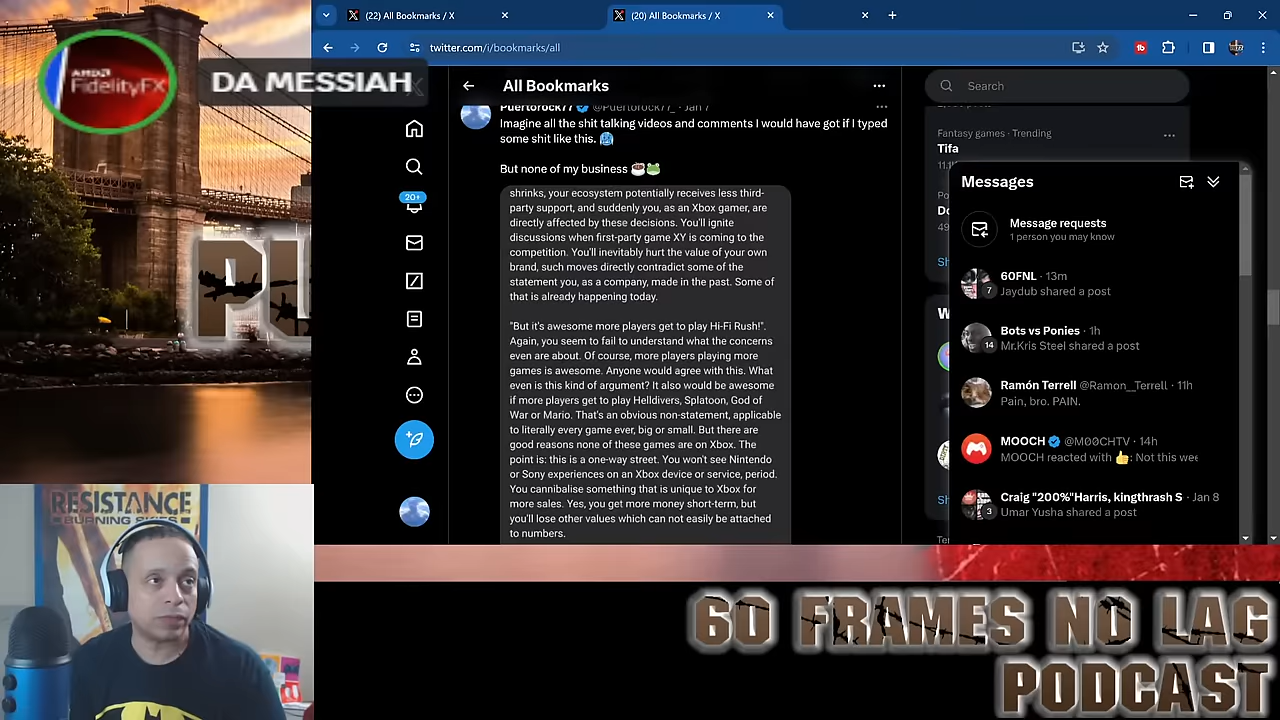 (22) All Bookmarks / X
(20) All Bookmarks / X
twitter.com/i/bookmarks/all
AMD
FidelityFX
DA MESSIAH
All Bookmarks
Puertorock77 @Puertorock77_ · Jan 7
Imagine all the shit talking videos and comments I would have got if I typed
some shit like this. 🥶
But none of my business ☕🐸
shrinks, your ecosystem potentially receives less third-
party support, and suddenly you, as an Xbox gamer, are
directly affected by these decisions. You'll ignite
discussions when first-party game XY is coming to the
competition. You'll inevitably hurt the value of your own
brand, such moves directly contradict some of the
statement you, as a company, made in the past. Some of
that is already happening today.
"But it's awesome more players get to play Hi-Fi Rush!".
Again, you seem to fail to understand what the concerns
even are about. Of course, more players playing more
games is awesome. Anyone would agree with this. What
even is this kind of argument? It also would be awesome
if more players get to play Helldivers, Splatoon, God of
War or Mario. That's an obvious non-statement, applicable
to literally every game ever, big or small. But there are
good reasons none of these games are on Xbox. The
point is: this is a one-way street. You won't see Nintendo
or Sony experiences on an Xbox device or service, period.
You cannibalise something that is unique to Xbox for
more sales. Yes, you get more money short-term, but
you'll lose other values which can not easily be attached
to numbers.
20+
Search
Fantasy games · Trending
Tifa
Messages
Message requests
1 person you may know
60FNL · 13m
7
Jaydub shared a post
Bots vs Ponies · 1h
14
Mr.Kris Steel shared a post
Ramón Terrell @Ramon__Terrell · 11h
Pain, bro. PAIN.
MOOCH @M00CHTV · 14h
MOOCH reacted with 👍: Not this wee
Craig "200%"Harris, kingthrash S · Jan 8
3
Umar Yusha shared a post
RESISTANCE
BURNING SKIES
60 FRAMES NO LAG
PODCAST